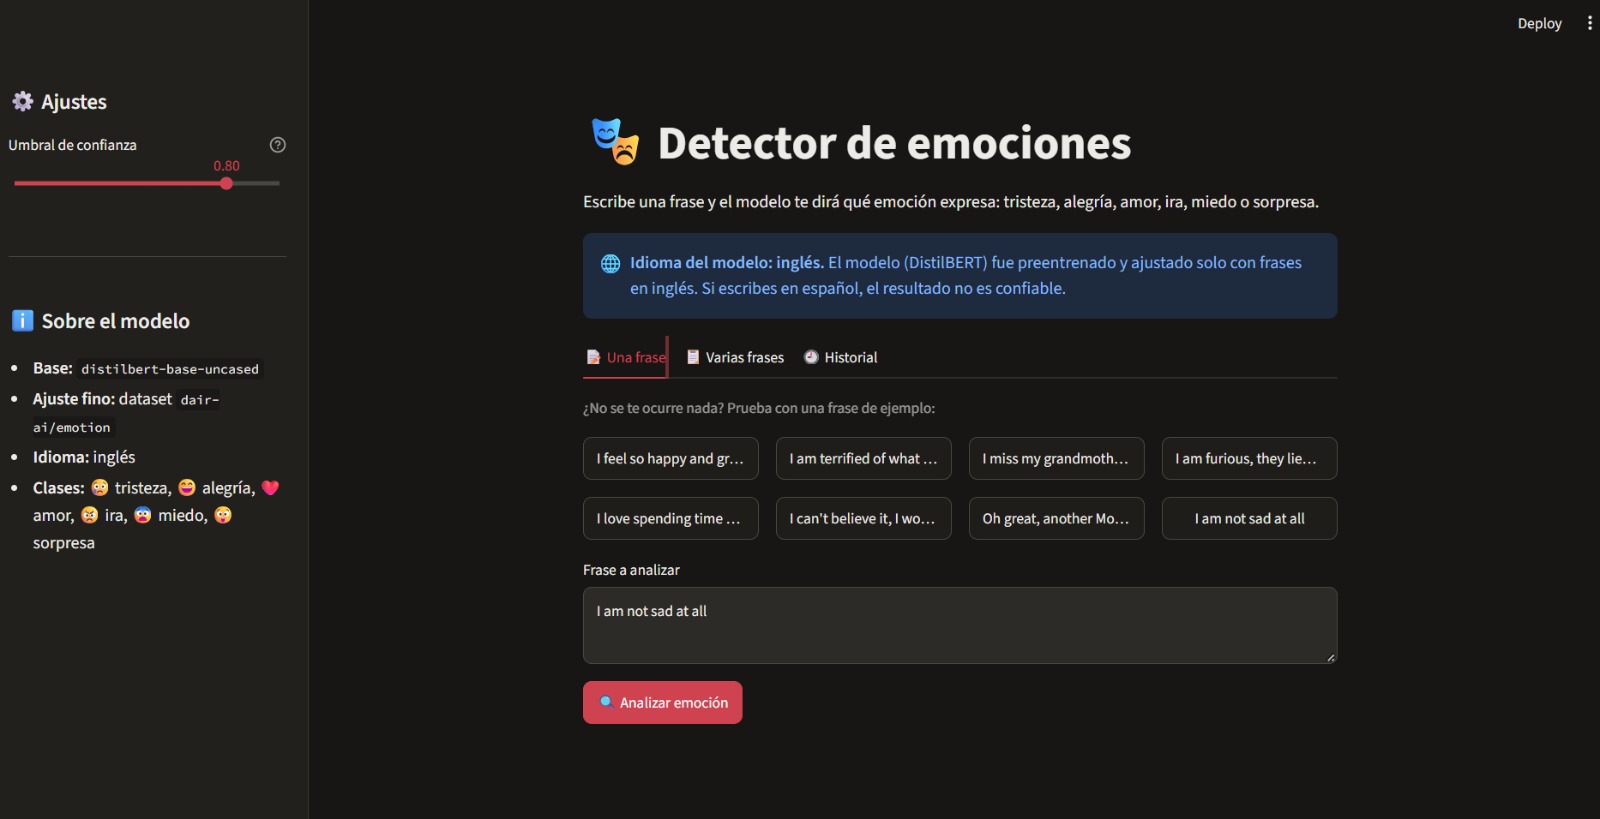 Deploy
Ajustes
Umbral de confianza
0.80
Sobre el modelo
Base: distilbert-base-uncased
Ajuste fino: dataset dair-
ai/emotion
Idioma: inglés
Clases: 😢 tristeza, 😄 alegría, ❤️
amor, 😠 ira, 😨 miedo, 😲
sorpresa
Detector de emociones
Escribe una frase y el modelo te dirá qué emoción expresa: tristeza, alegría, amor, ira, miedo o sorpresa.
Idioma del modelo: inglés. El modelo (DistilBERT) fue preentrenado y ajustado solo con frases
en inglés. Si escribes en español, el resultado no es confiable.
Una frase Varias frases Historial
¿No se te ocurre nada? Prueba con una frase de ejemplo:
I feel so happy and gr... I am terrified of what ... I miss my grandmoth... I am furious, they lie...
I love spending time ... I can't believe it, I wo... Oh great, another Mo... I am not sad at all
Frase a analizar
I am not sad at all
Analizar emoción